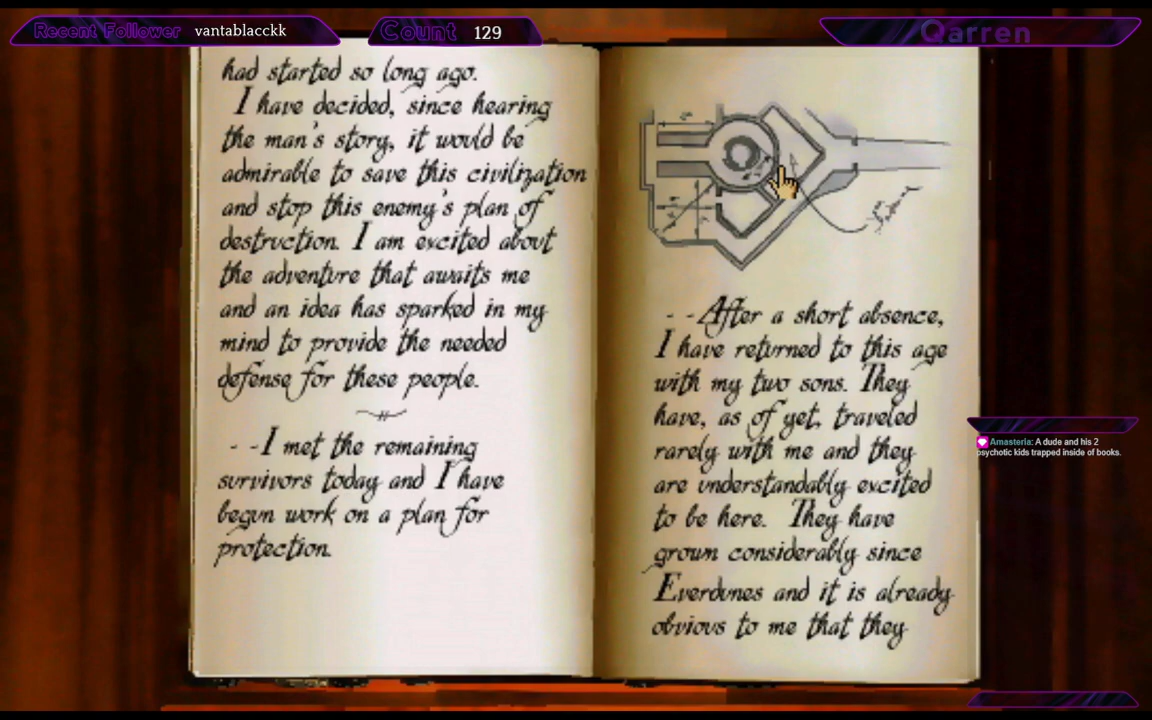 Recent Follower vantablacckk
Count 129
Qarren
had started so long ago.
I have decided, since hearing
the man's story, it would be
admirable to save this civilization
and stop this enemy's plan of
destruction. I am excited about
the adventure that awaits me
and an idea has sparked in my
mind to provide the needed
defense for these people.
- -I met the remaining
survivors today and I have
begun work on a plan for
protection.
- -After a short absence,
I have returned to this age
with my two sons. They
have, as of yet, traveled
rarely with me and they
are understandably excited
to be here. They have
grown considerably since
Everdunes and it is already
obvious to me that they
Amasteria: A dude and his 2
psychotic kids trapped inside of books.